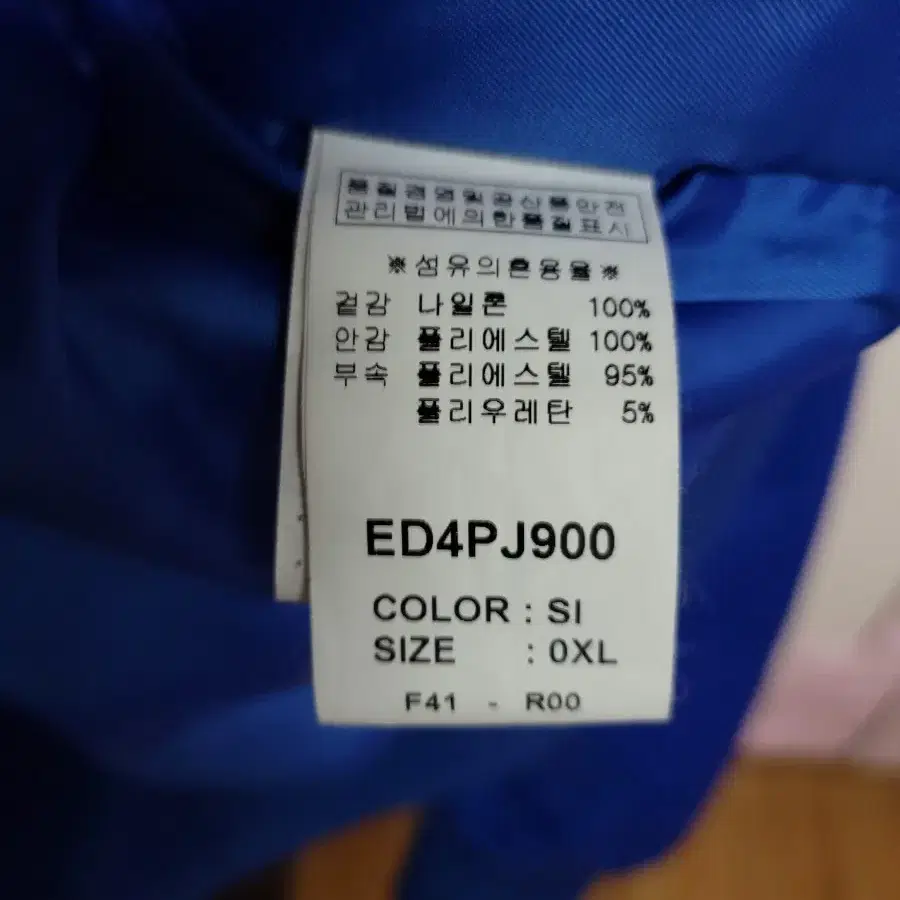 품질경영및공산품안전
관리법에의한품질표시
※섬유의혼용율※
겉감 나일론 100%
안감 폴리에스텔 100%
부속 폴리에스텔 95%
폴리우레탄 5%
ED4PJ900
COLOR : SI
SIZE : 0XL
F41 - R00